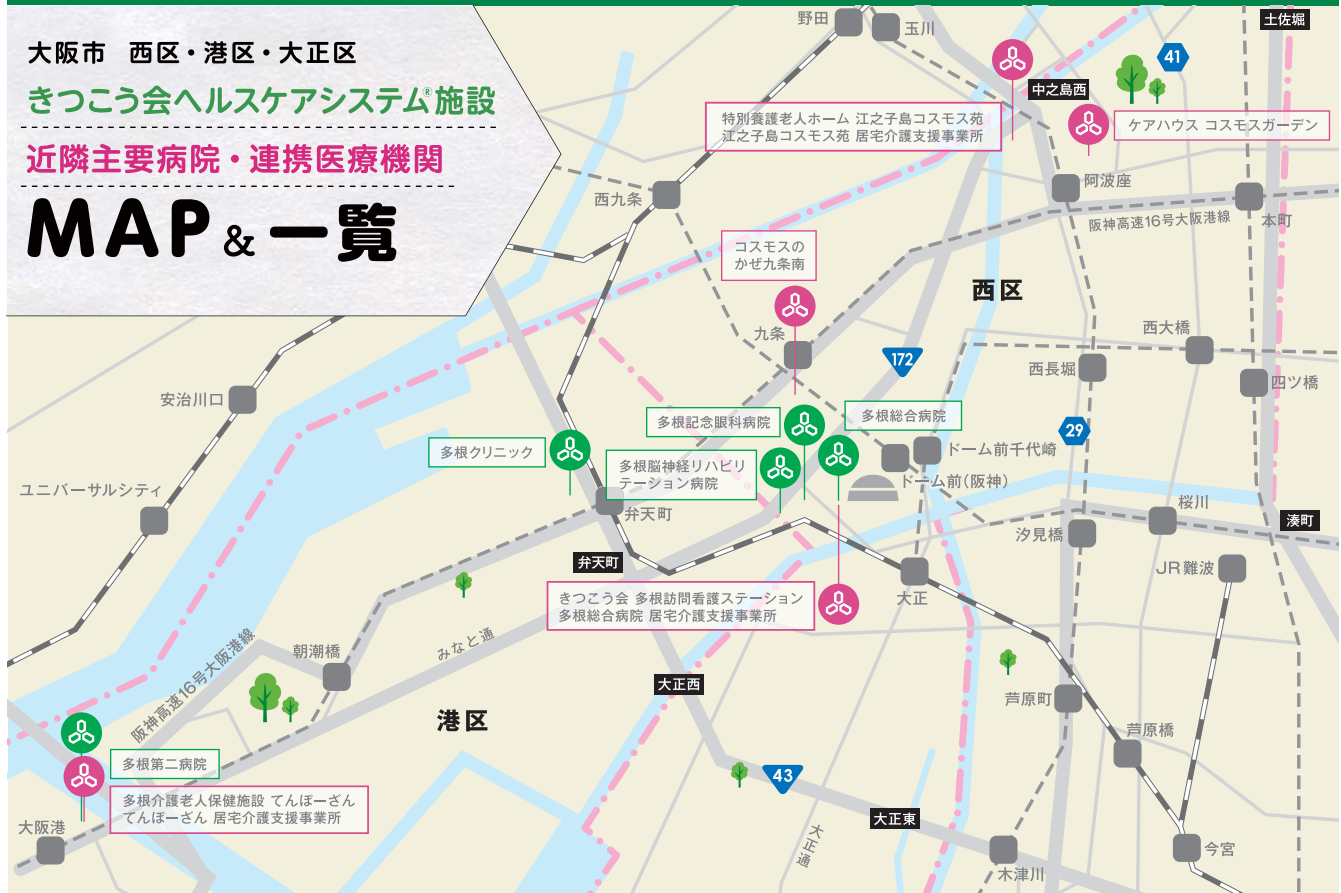 大阪市 西区・港区・大正区
きつこう会ヘルスケアシステム®施設
近隣主要病院・連携医療機関
MAP & 一覧
野田
玉川
土佐堀
41
中之島西
特別養護老人ホーム 江之子島コスモス苑
江之子島コスモス苑 居宅介護支援事業所
ケアハウス コスモスガーデン
阿波座
西九条
阪神高速16号大阪港線
本町
コスモスの
かぜ九条南
西区
九条
172
西大橋
西長堀
四ツ橋
安治川口
多根記念眼科病院
多根総合病院
29
多根クリニック
ドーム前千代崎
多根脳神経リハビリ
テーション病院
ドーム前(阪神)
ユニバーサルシティ
弁天町
桜川
汐見橋
湊町
弁天町
JR難波
大正
きつこう会 多根訪問看護ステーション
多根総合病院 居宅介護支援事業所
みなと通
朝潮橋
阪神高速16号大阪港線
大正西
芦原町
港区
芦原橋
多根第二病院
43
多根介護老人保健施設 てんぽーざん
てんぽーざん 居宅介護支援事業所
大阪港
大正東
大正通
今宮
木津川